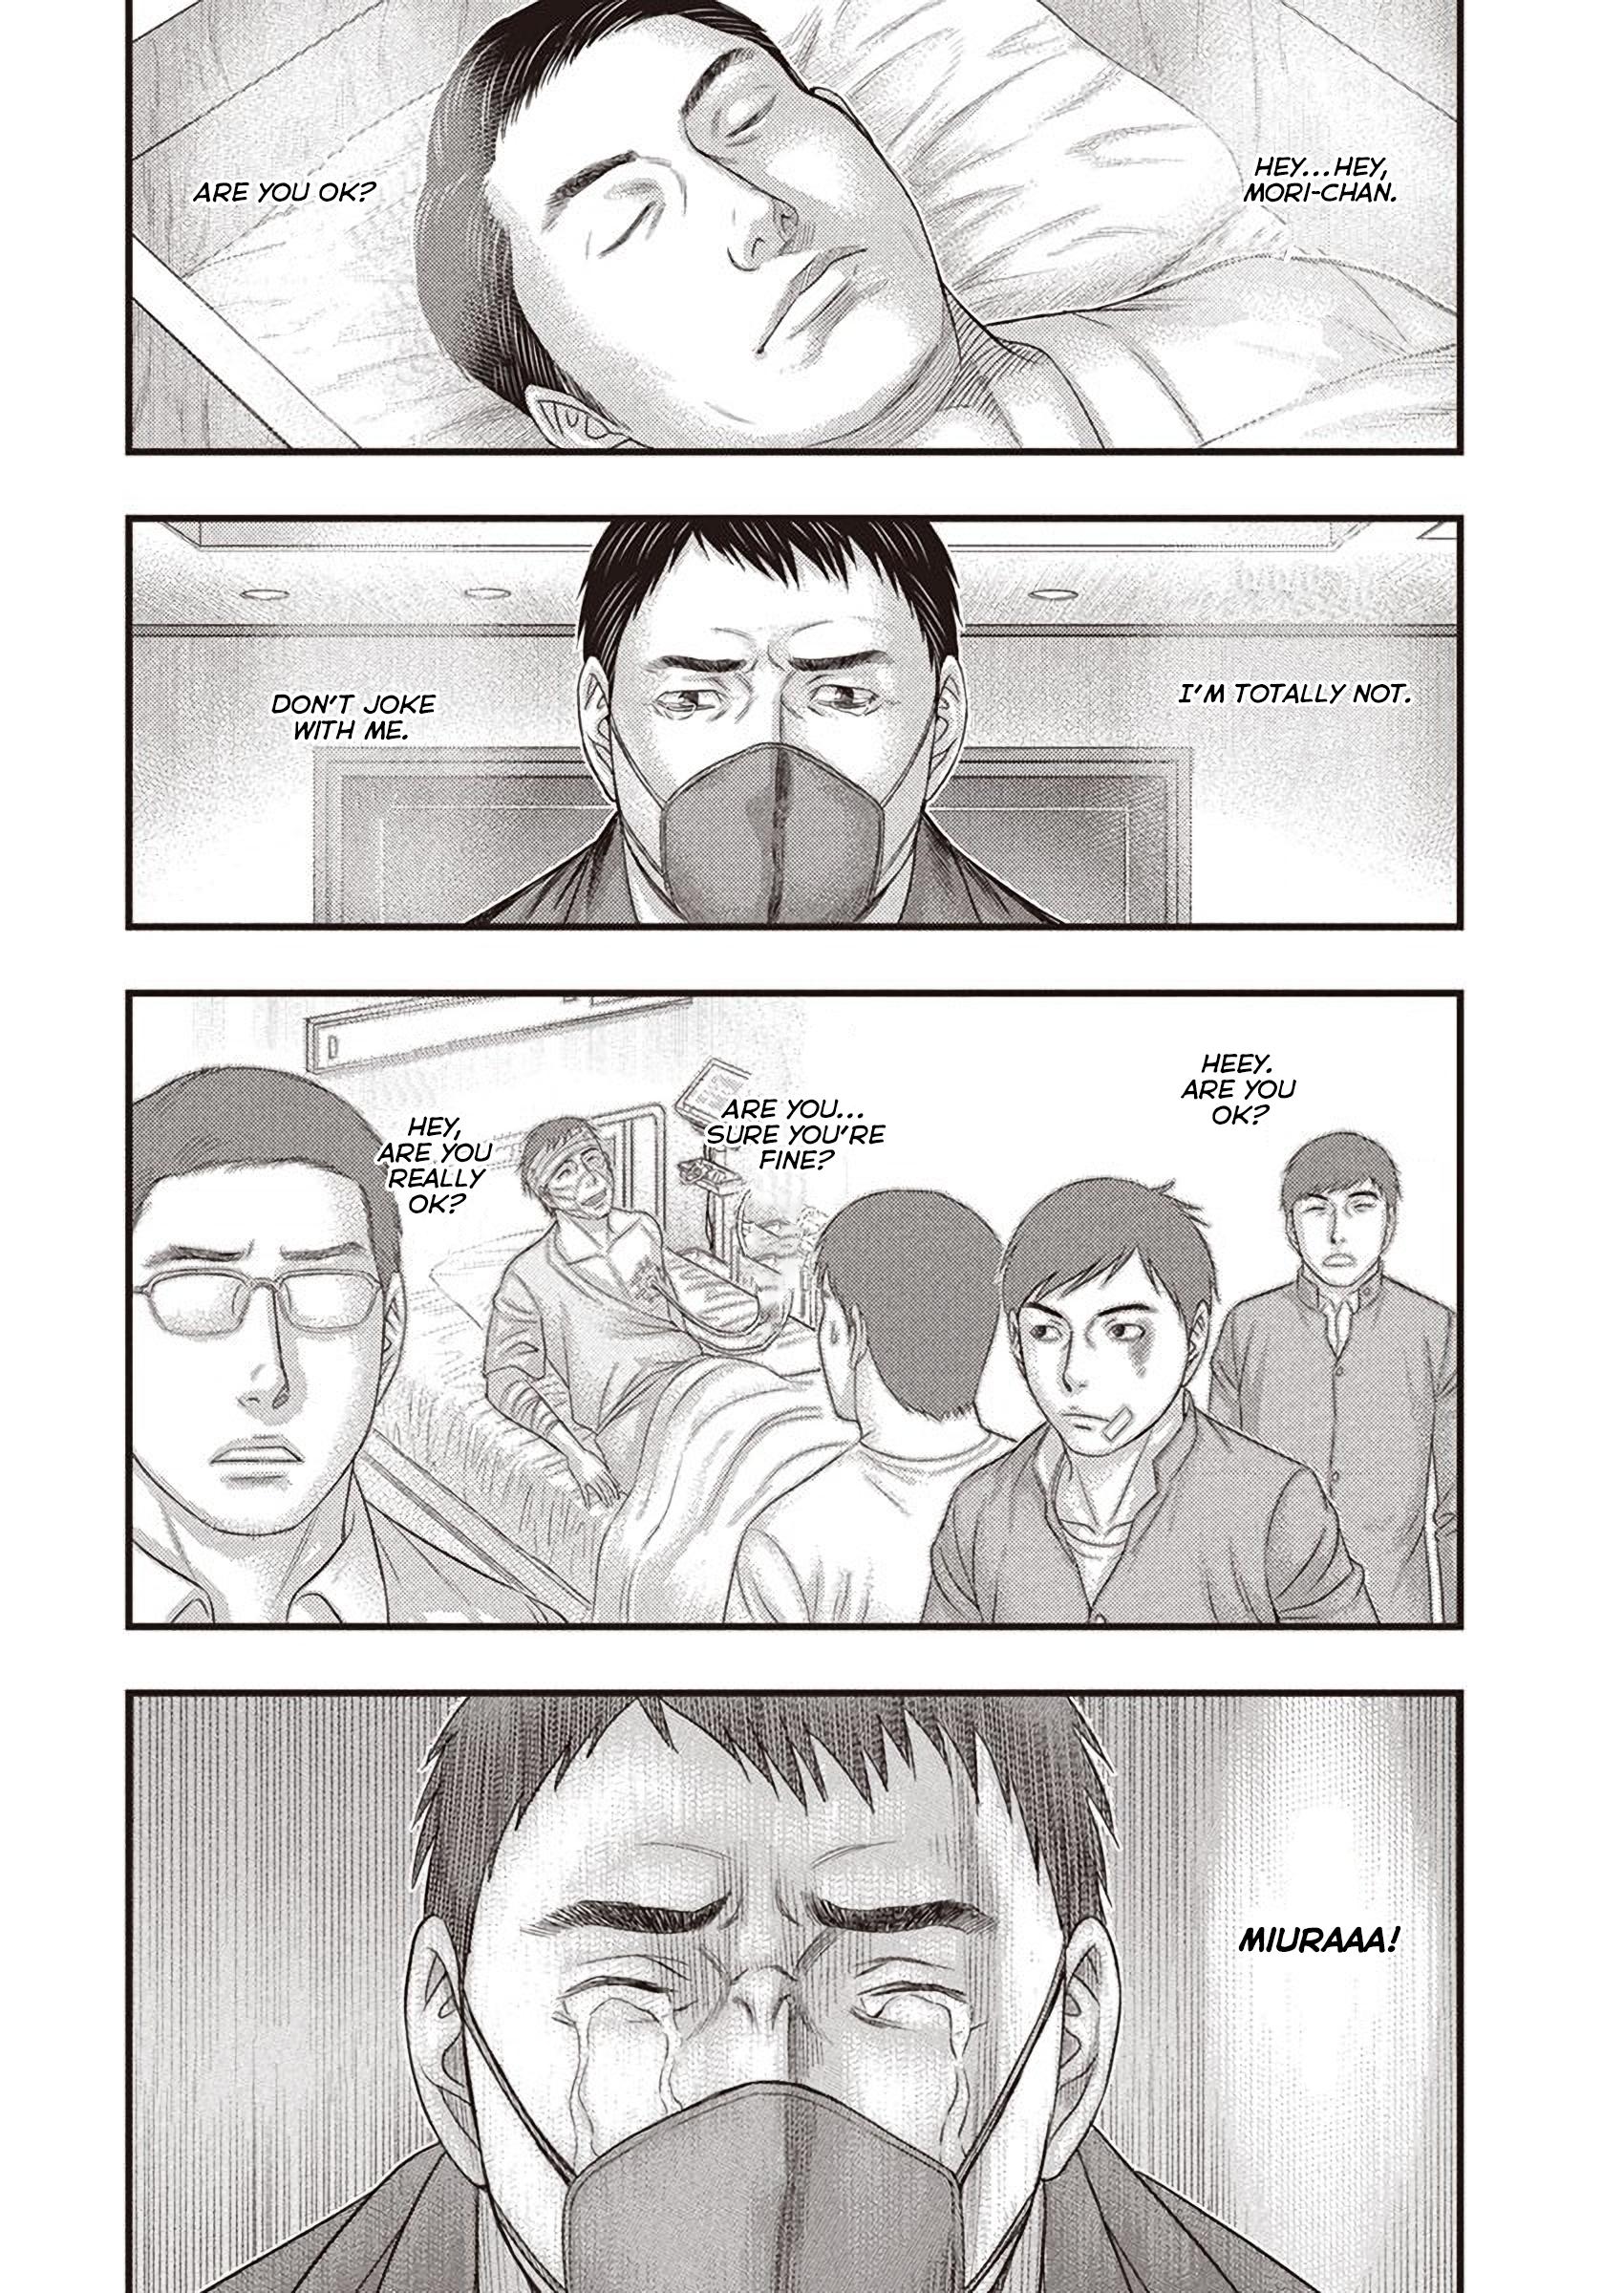 HEY...HEY,
MORI-CHAN.
ARE YOU OK?
I'M TOTALLY NOT.
DON'T JOKE
WITH ME.
HEEY.
ARE YOU
OK?
ARE YOU...
SURE YOU'RE
FINE?
HEY,
ARE YOU
REALLY
OK?
MIURAAA!